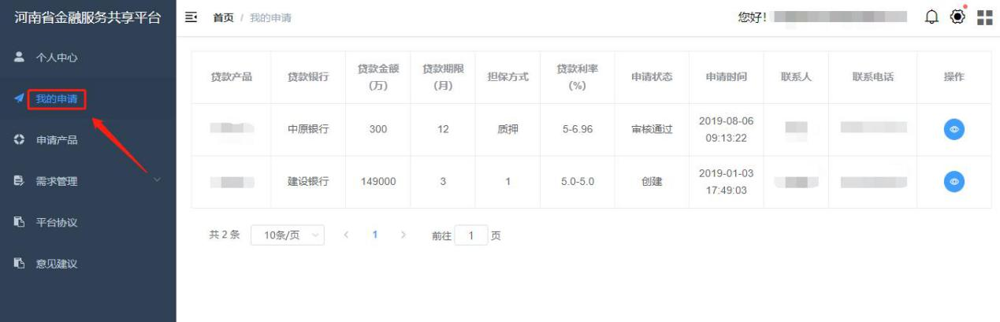 河南省金融服务共享平台
首页 / 我的申请
您好!
个人中心
我的申请
申请产品
需求管理
平台协议
意见建议
贷款产品 贷款银行 贷款金额(万) 贷款期限(月) 担保方式 贷款利率(%) 申请状态 申请时间 联系人 联系电话 操作
中原银行 300 12 质押 5-6.96 审核通过 2019-08-06 09:13:22
建设银行 149000 3 1 5.0-5.0 创建 2019-01-03 17:49:03
共 2 条 10条/页 1 前往 1 页